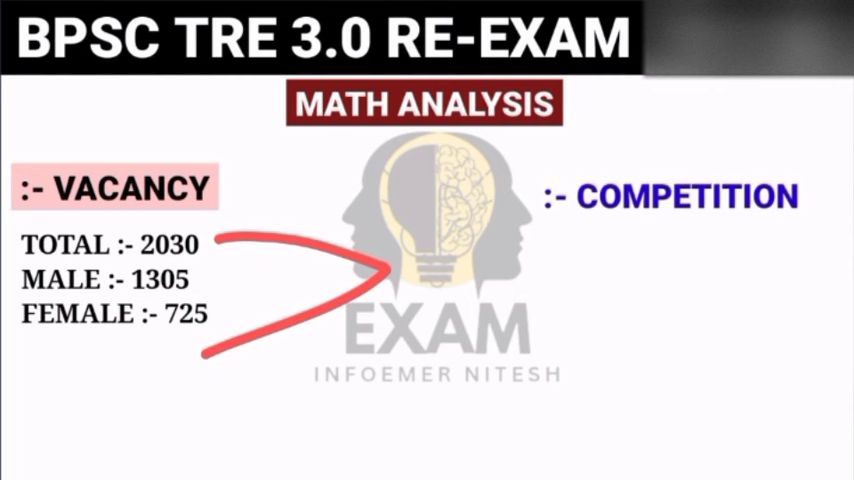 BPSC TRE 3.0 RE-EXAM
MATH ANALYSIS
:- VACANCY
TOTAL :- 2030
MALE :- 1305
FEMALE :- 725
:- COMPETITION
EXAM
INFOEMER NITESH